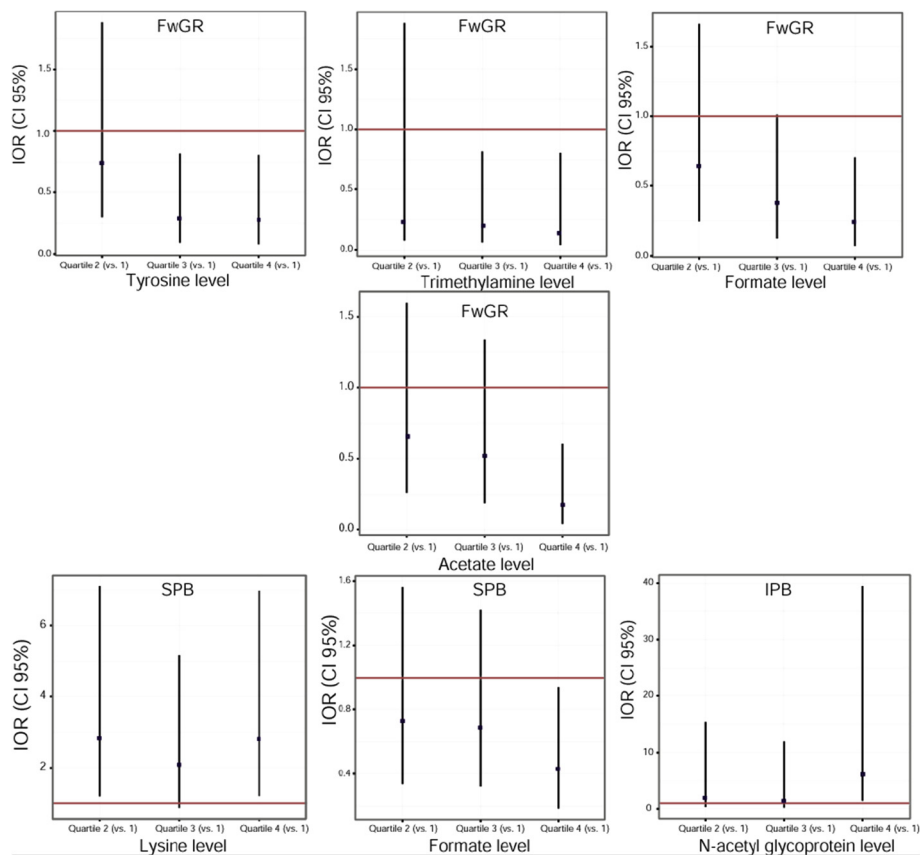 FwGR
IOR (CI 95%)
1.5
1.0
0.5
0.0
Quartile 2 (vs. 1) Quartile 3 (vs. 1) Quartile 4 (vs. 1)
Tyrosine level
FwGR
IOR (CI 95%)
1.5
1.0
0.5
0.0
Quartile 2 (vs. 1) Quartile 3 (vs. 1) Quartile 4 (vs. 1)
Trimethylamine level
FwGR
IOR (CI 95%)
1.5
1.0
0.5
0.0
Quartile 2 (vs. 1) Quartile 3 (vs. 1) Quartile 4 (vs. 1)
Formate level
FwGR
IOR (CI 95%)
1.5
1.0
0.5
0.0
Quartile 2 (vs. 1) Quartile 3 (vs. 1) Quartile 4 (vs. 1)
Acetate level
SPB
IOR (CI 95%)
6
4
2
Quartile 2 (vs. 1) Quartile 3 (vs. 1) Quartile 4 (vs. 1)
Lysine level
SPB
IOR (CI 95%)
1.6
1.2
0.8
0.4
Quartile 2 (vs. 1) Quartile 3 (vs. 1) Quartile 4 (vs. 1)
Formate level
IPB
IOR (CI 95%)
40
30
20
10
0
Quartile 2 (vs. 1) Quartile 3 (vs. 1) Quartile 4 (vs. 1)
N-acetyl glycoprotein level